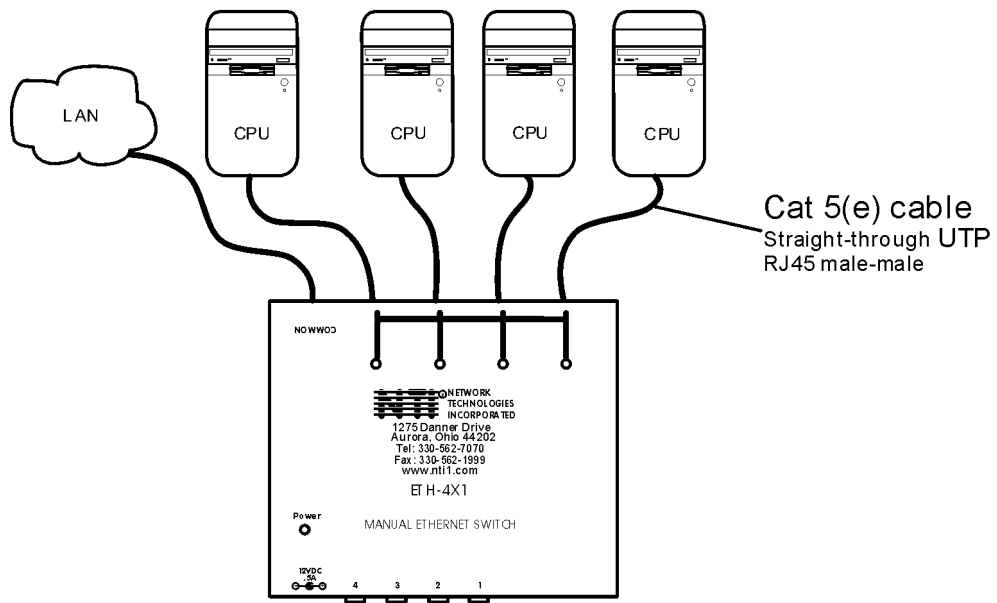 LAN
CPU
CPU
CPU
CPU
Cat 5(e) cable
Straight-through UTP
RJ45 male-male
COMMON
NETWORK
TECHNOLOGIES
INCORPORATED
1275 Danner Drive
Aurora, Ohio 44202
Tel: 330-562-7070
Fax: 330-562-1999
www.nti1.com
ETH-4X1
MANUAL ETHERNET SWITCH
Power
12VDC
.5A
4 3 2 1